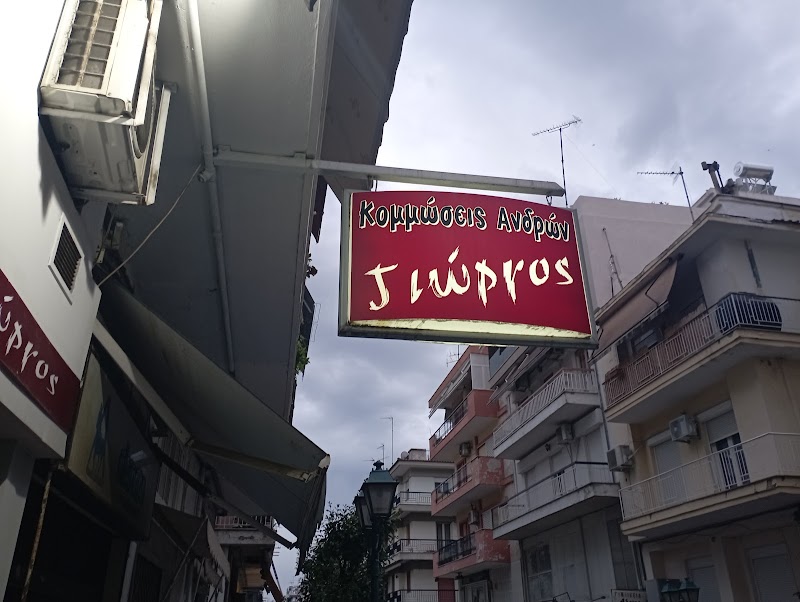 Κομμώσεις Ανδρών
Γιώργος
ώργος